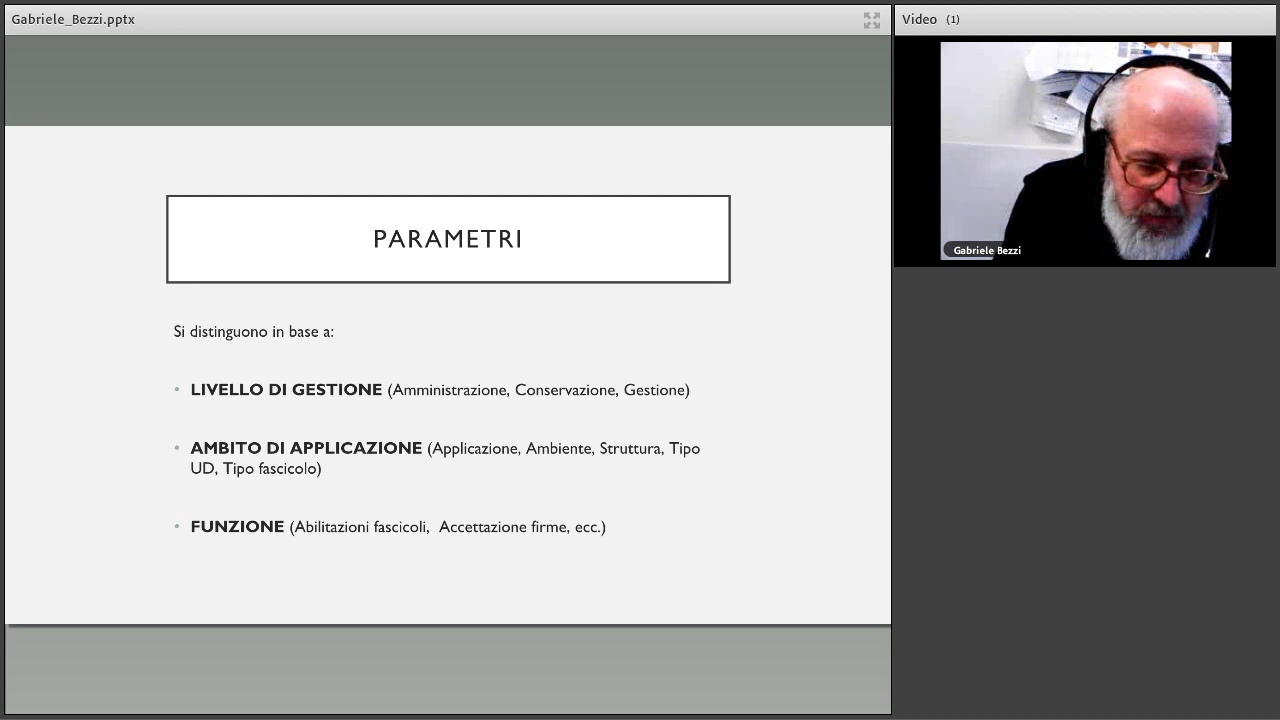 Gabriele_Bezzi.pptx
Video (1)
Gabriele Bezzi
PARAMETRI
Si distinguono in base a:
• LIVELLO DI GESTIONE (Amministrazione, Conservazione, Gestione)
• AMBITO DI APPLICAZIONE (Applicazione, Ambiente, Struttura, Tipo
UD, Tipo fascicolo)
• FUNZIONE (Abilitazioni fascicoli,  Accettazione firme, ecc.)